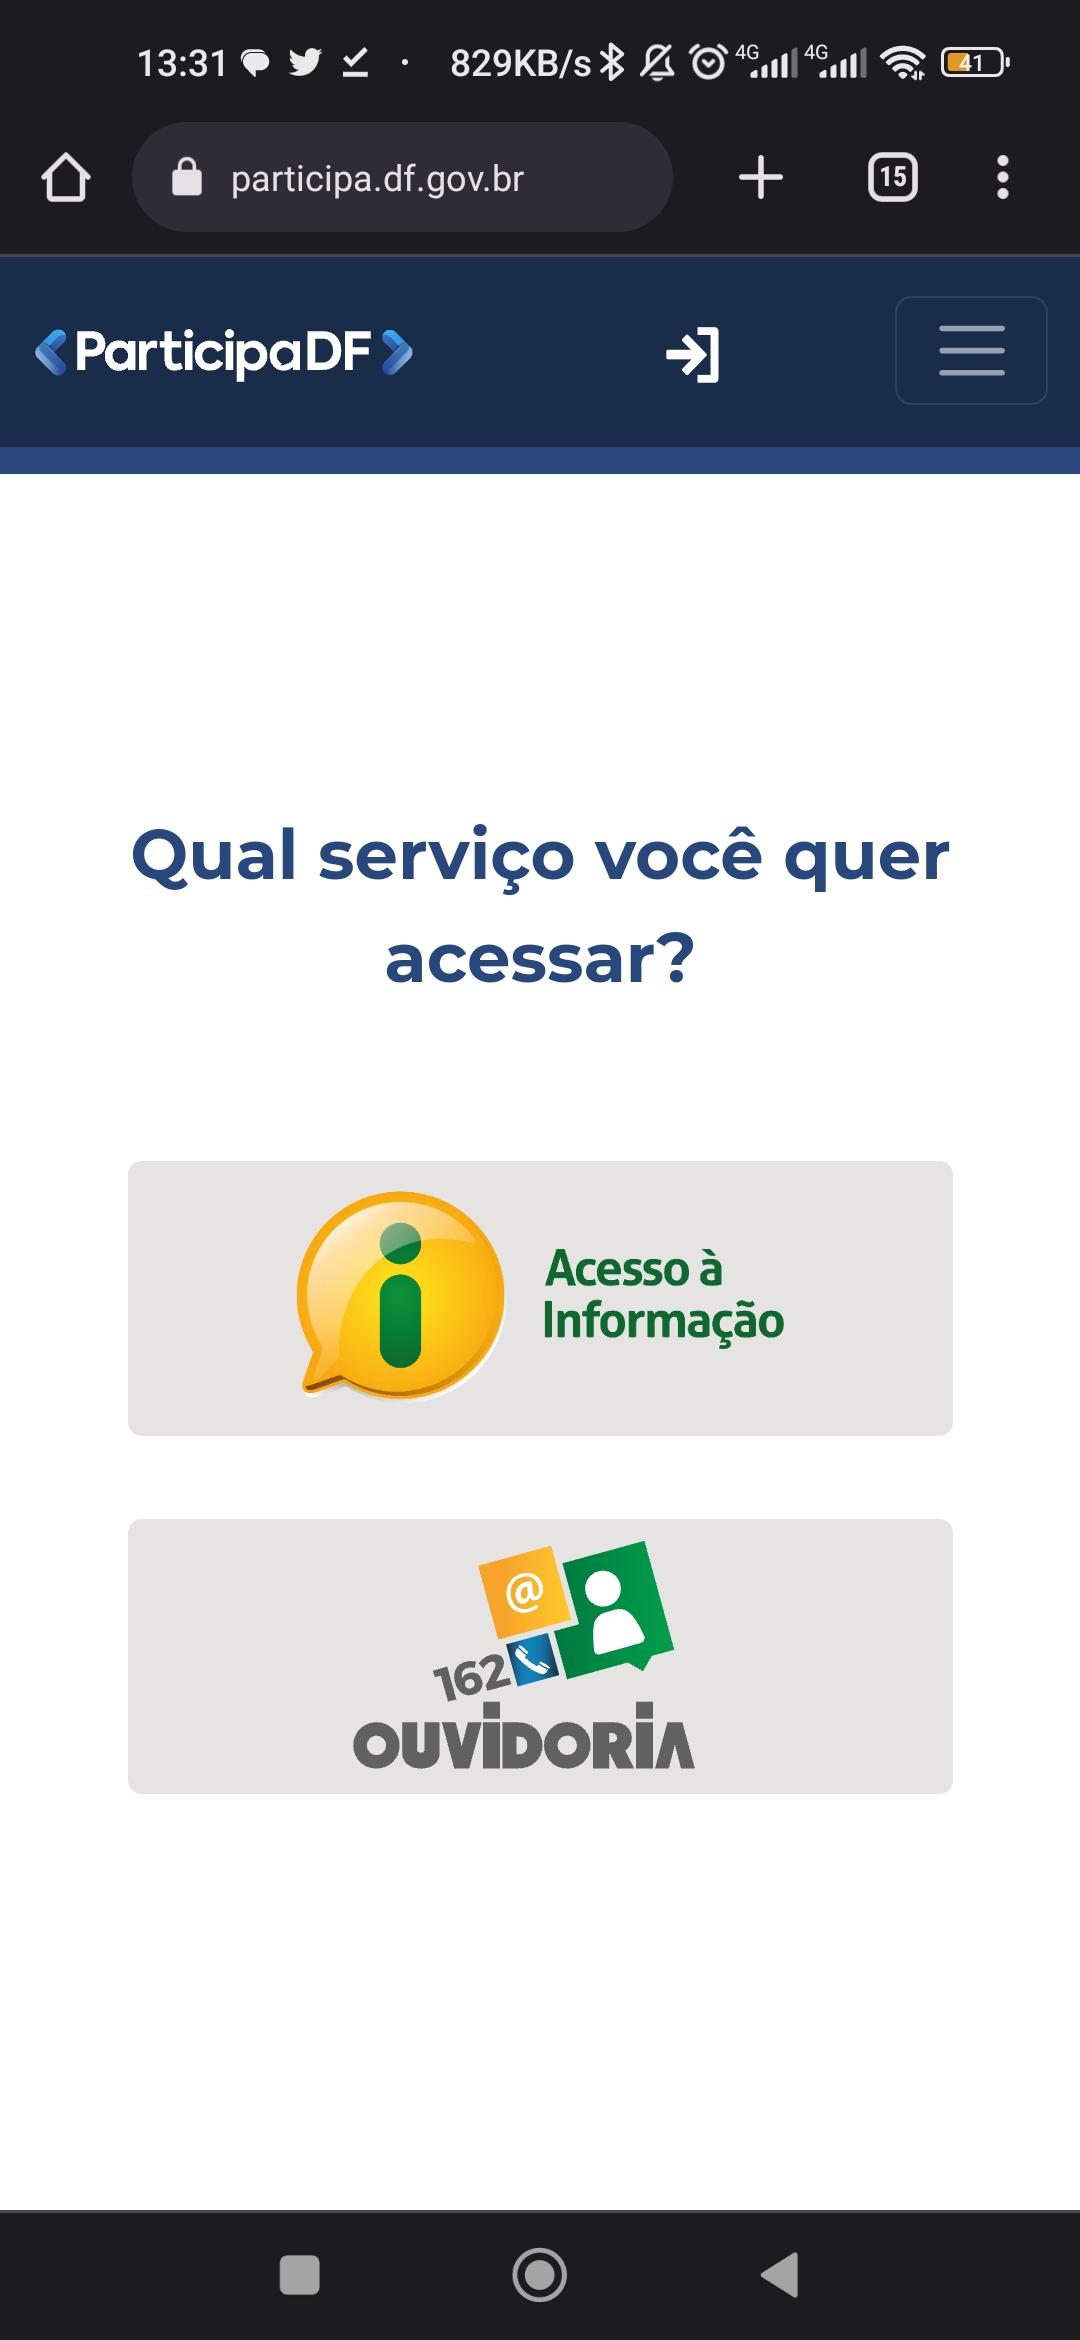 13:31 829KB/s 4G 4G 41
participa.df.gov.br 15
ParticipaDF
Qual serviço você quer
acessar?
i
Acesso à
Informação
@
162
OUVIDORIA